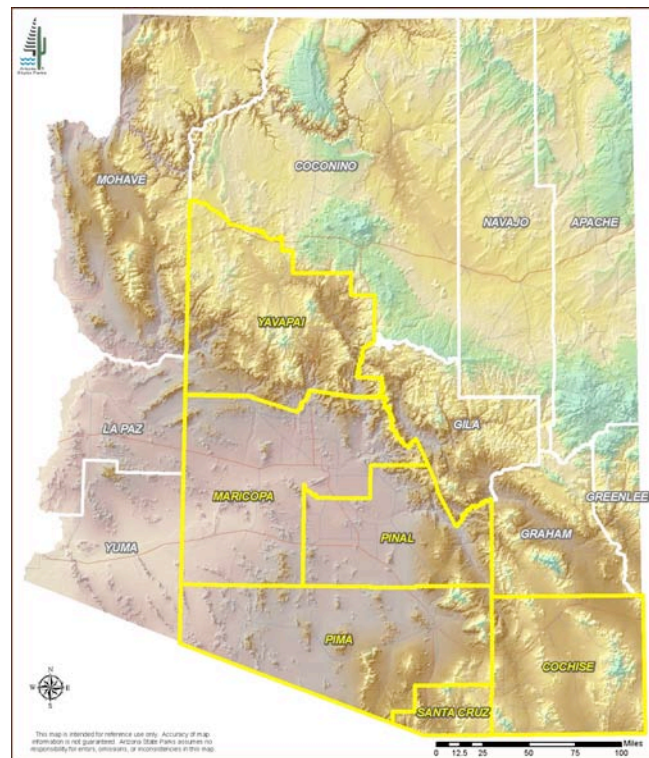 Arizona
State Parks
COCONINO
MOHAVE
NAVAJO
APACHE
YAVAPAI
LA PAZ
GILA
MARICOPA
GREENLEE
YUMA
PINAL
GRAHAM
PIMA
COCHISE
SANTA CRUZ
N
W E
S
This map is intended for reference use only. Accuracy of map
information is not guaranteed. Arizona State Parks assumes no
responsibility for errors, omissions, or inconsistencies in this map.
Miles
0 12.5 25 50 75 100